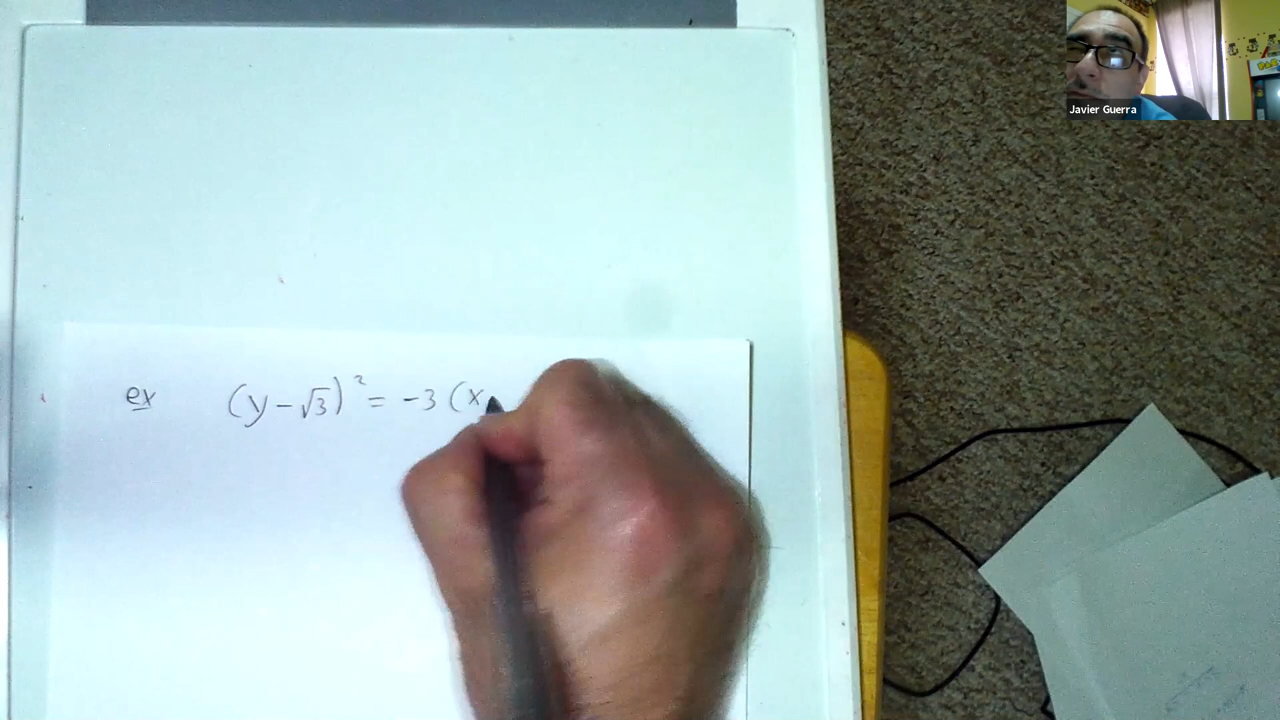 Javier Guerra
ex (y-√3)² = -3 (x